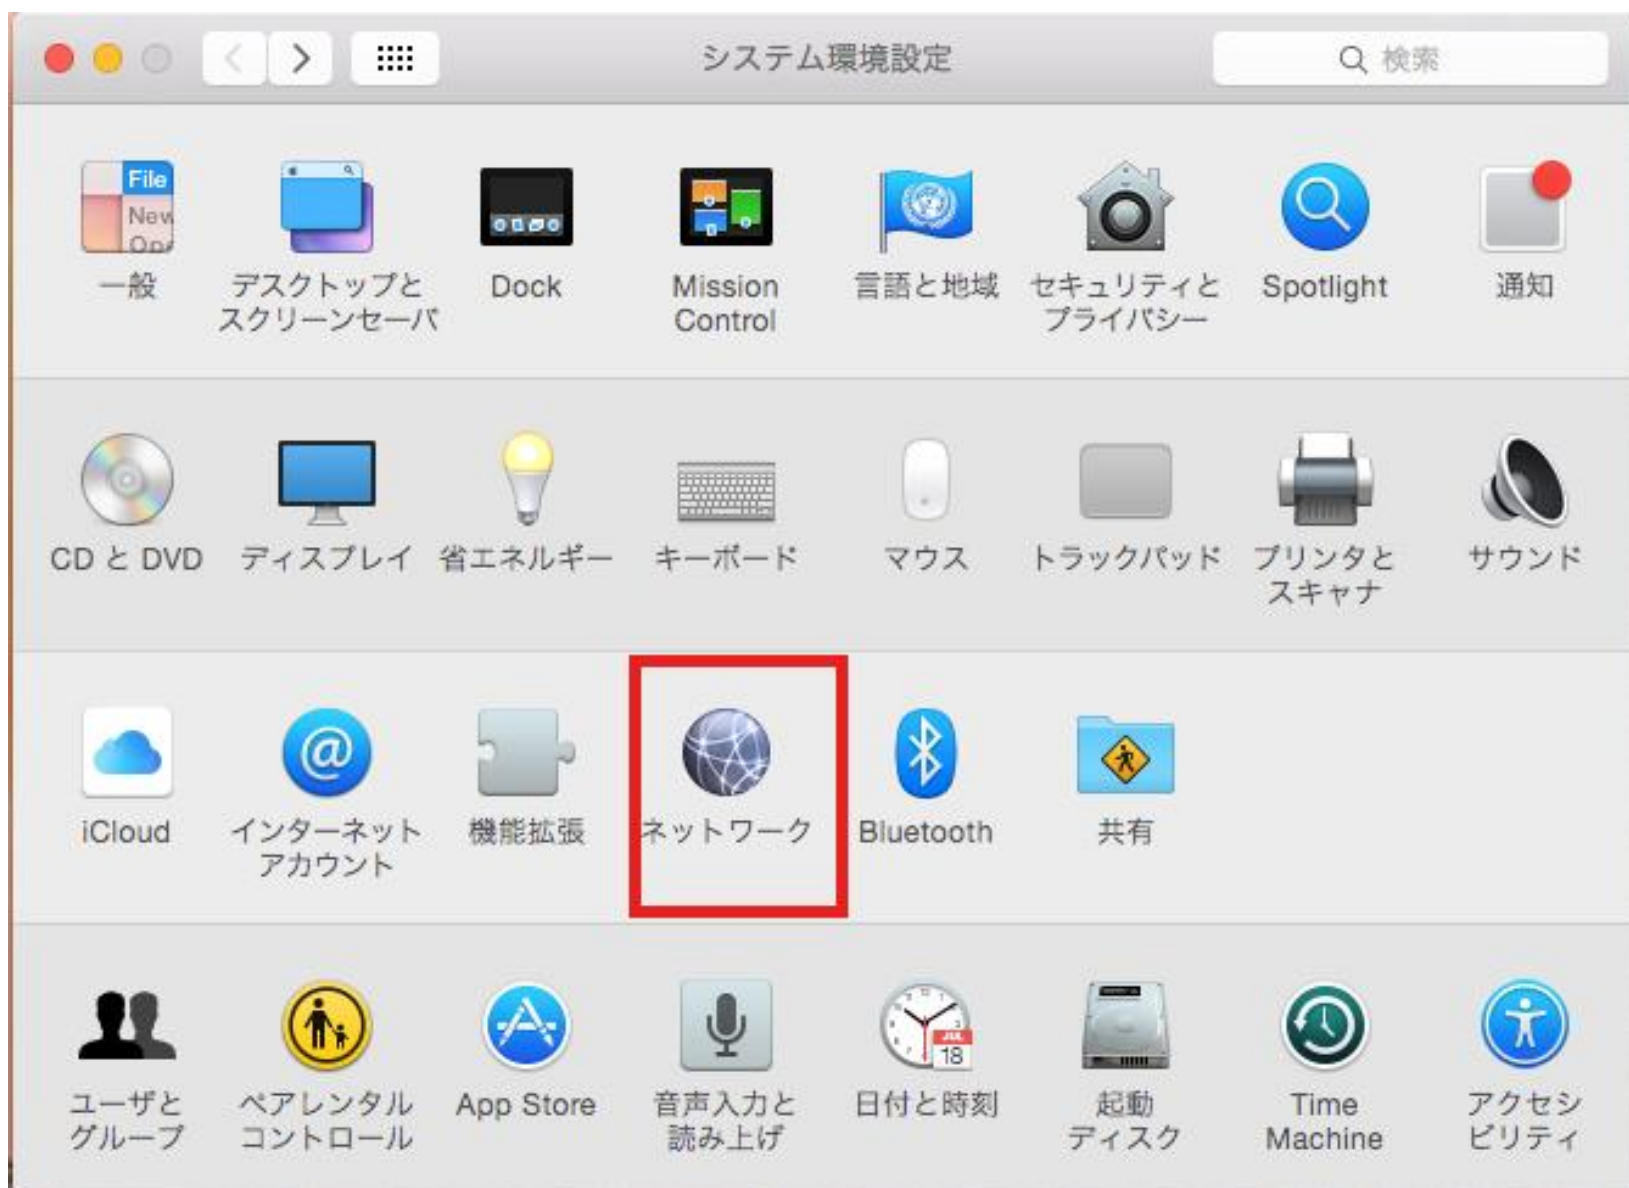 システム環境設定
検索
File
New
Ope
一般
デスクトップと
スクリーンセーバ
Dock
Mission
Control
言語と地域
セキュリティと
プライバシー
Spotlight
通知
CD と DVD
ディスプレイ
省エネルギー
キーボード
マウス
トラックパッド
プリンタと
スキャナ
サウンド
iCloud
@
インターネット
アカウント
機能拡張
ネットワーク
Bluetooth
共有
ユーザと
グループ
ペアレンタル
コントロール
App Store
音声入力と
読み上げ
JUL
18
日付と時刻
起動
ディスク
Time
Machine
アクセシ
ビリティ